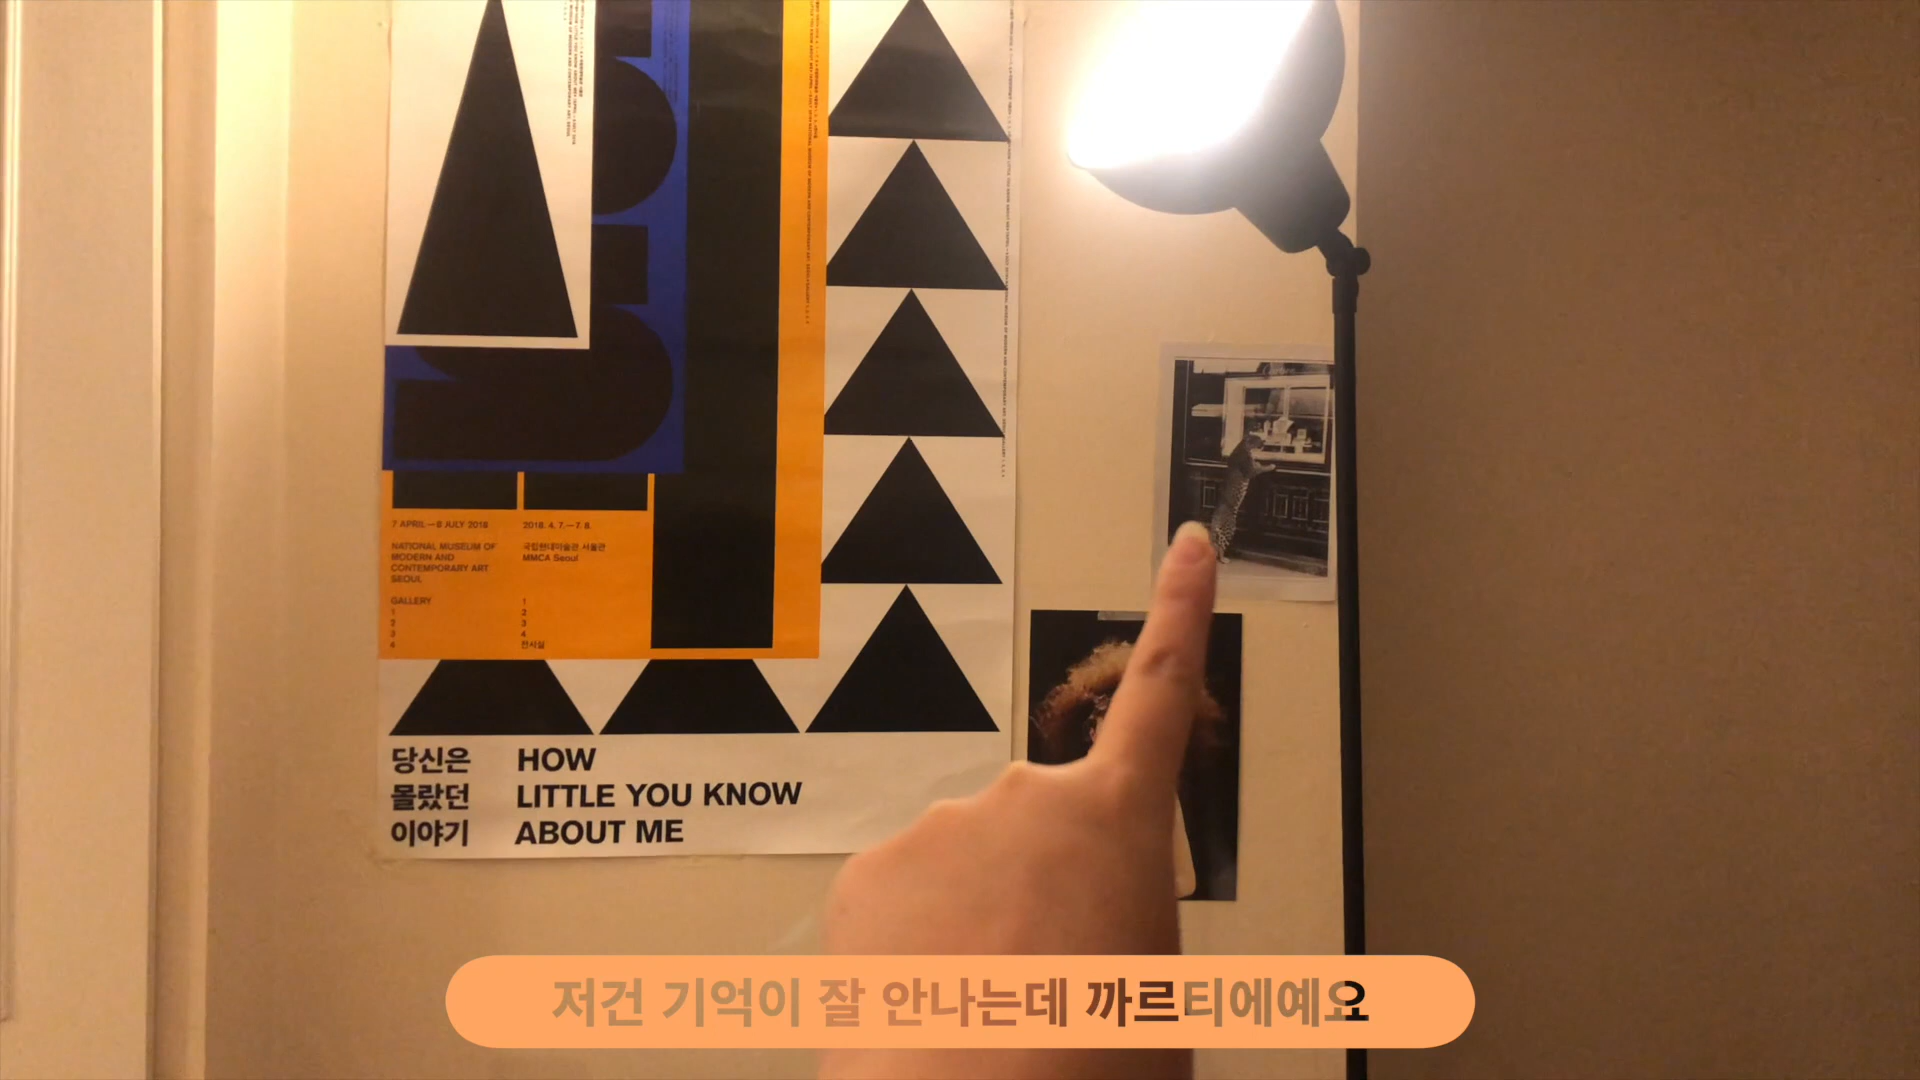 7 APRIL—8 JULY 2018
2018. 4. 7.—7. 8.
NATIONAL MUSEUM OF
MODERN AND
CONTEMPORARY ART
SEOUL
국립현대미술관 서울관
MMCA Seoul
GALLERY
1
2
3
4
1
2
3
4
전시실
당신은
몰랐던
이야기
HOW
LITTLE YOU KNOW
ABOUT ME
저건 기억이 잘 안나는데 까르티에예요